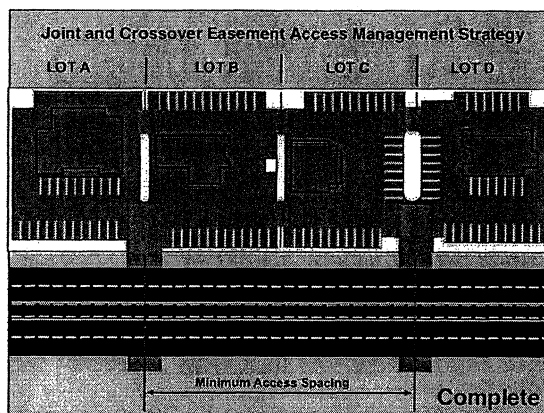 Joint and Crossover Easement Access Management Strategy
LOT A LOT B LOT C LOT D
Minimum Access Spacing
Complete